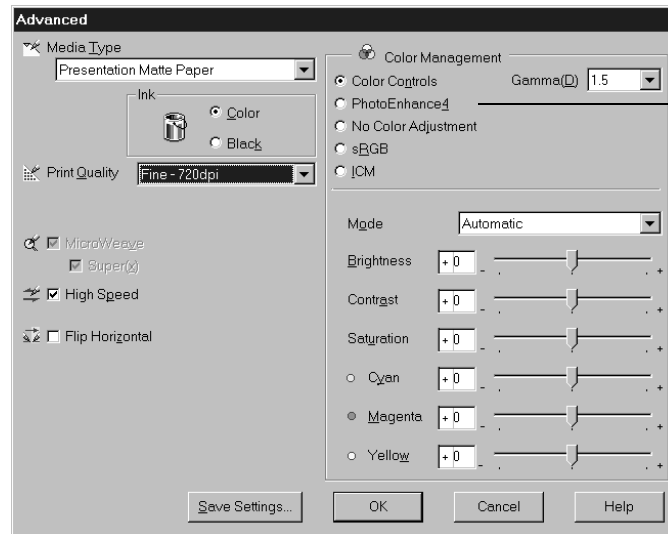 Advanced
Media Type
Presentation Matte Paper
Ink
Color
Black
Print Quality
Fine - 720dpi
MicroWeave
Super(x)
High Speed
Flip Horizontal
Color Management
Color Controls
Gamma(D)
1.5
PhotoEnhance4
No Color Adjustment
sRGB
ICM
Mode
Automatic
Brightness
+ 0
- +
Contrast
+ 0
- +
Saturation
+ 0
- +
Cyan
+ 0
- +
Magenta
+ 0
- +
Yellow
+ 0
- +
Save Settings...
OK
Cancel
Help